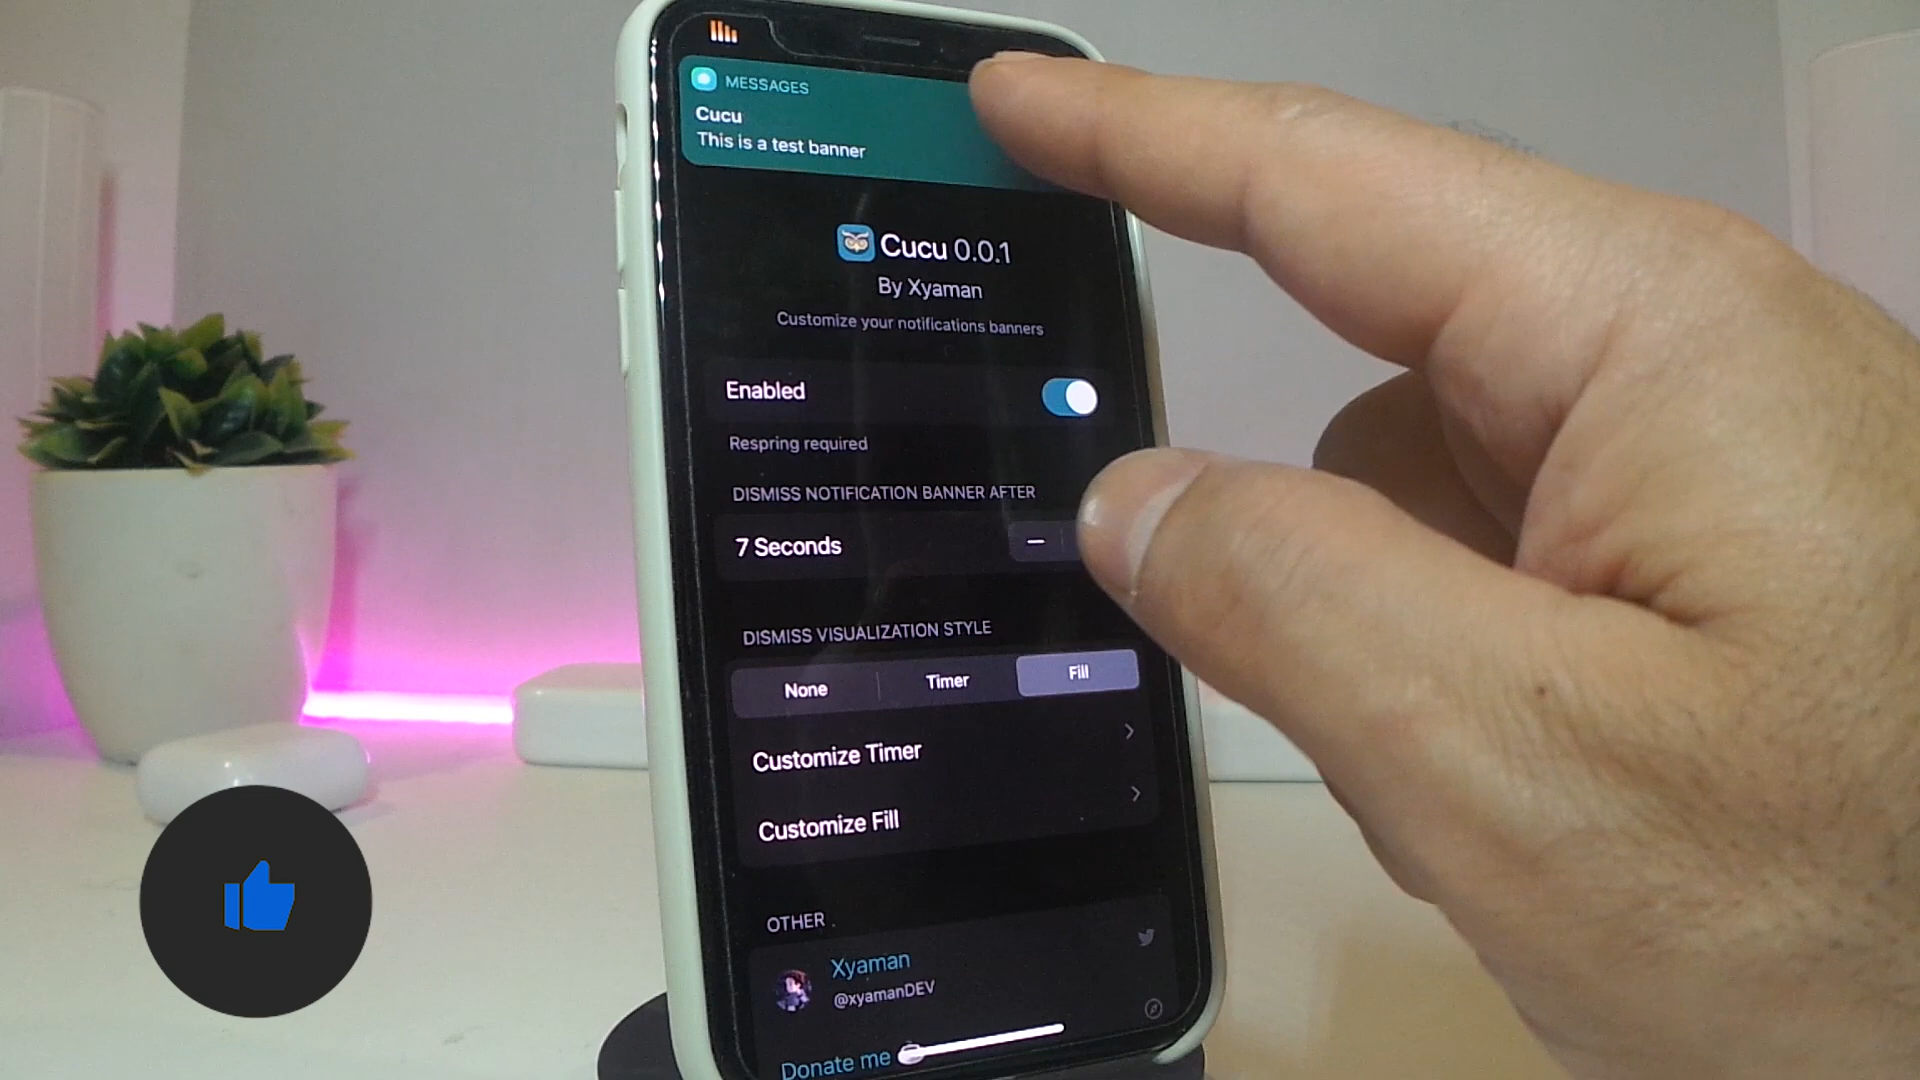 MESSAGES
Cucu
This is a test banner
Cucu 0.0.1
By Xyaman
Customize your notifications banners
Enabled
Respring required
DISMISS NOTIFICATION BANNER AFTER
7 Seconds
DISMISS VISUALIZATION STYLE
None Timer Fill
Customize Timer
Customize Fill
OTHER
Xyaman
@xyamanDEV
Donate me